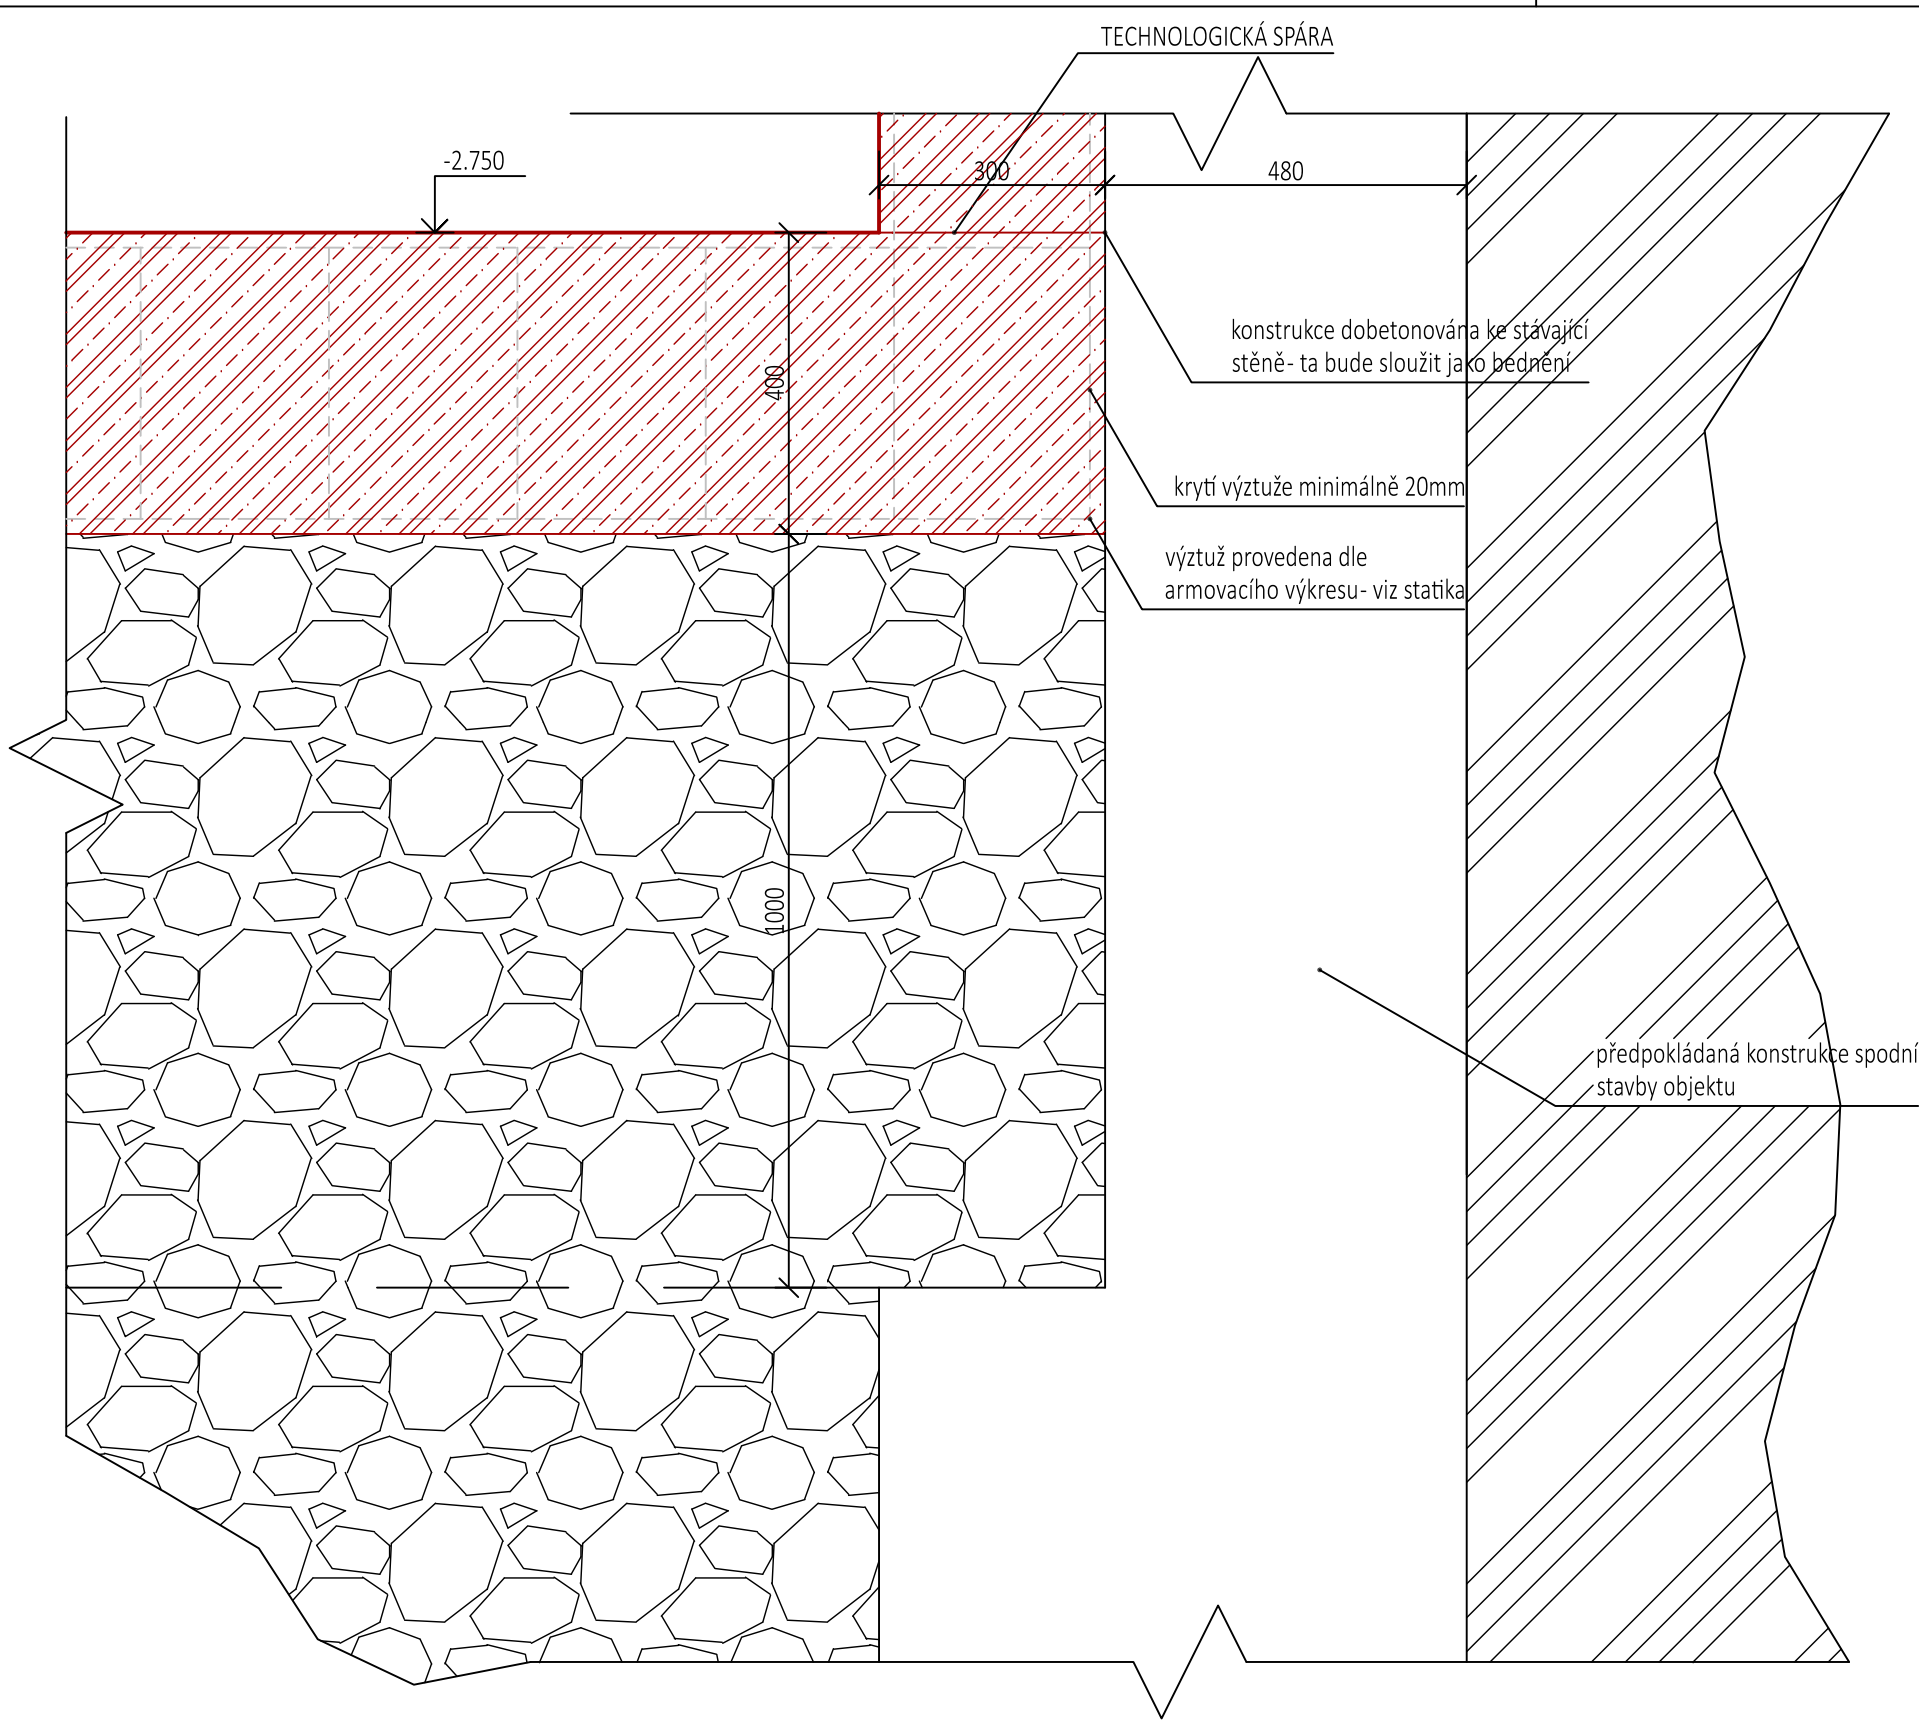 TECHNOLOGICKÁ SPÁRA
-2.750
300
480
konstrukce dobetonována ke stávající
stěně- ta bude sloužit jako bednění
400
krytí výztuže minimálně 20mm
výztuž provedena dle
armovacího výkresu- viz statika
1000
předpokládaná konstrukce spodní
stavby objektu